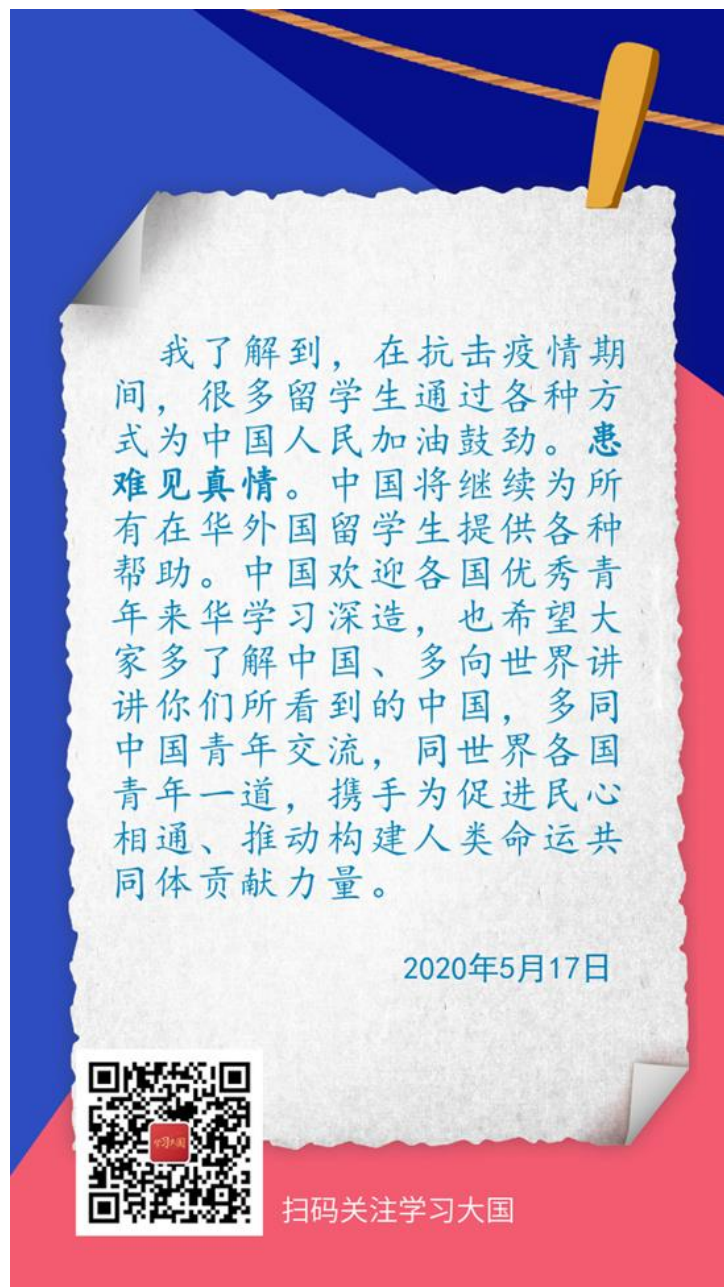 我了解到，在抗击疫情期
间，很多留学生通过各种方
式为中国人民加油鼓劲。患
难见真情。中国将继续为所
有在华外国留学生提供各种
帮助。中国欢迎各国优秀青
年来华学习深造，也希望大
家多了解中国、多向世界讲
讲你们所看到的中国，多同
中国青年交流，同世界各国
青年一道，携手为促进民心
相通、推动构建人类命运共
同体贡献力量。
2020年5月17日
学习大国
扫码关注学习大国